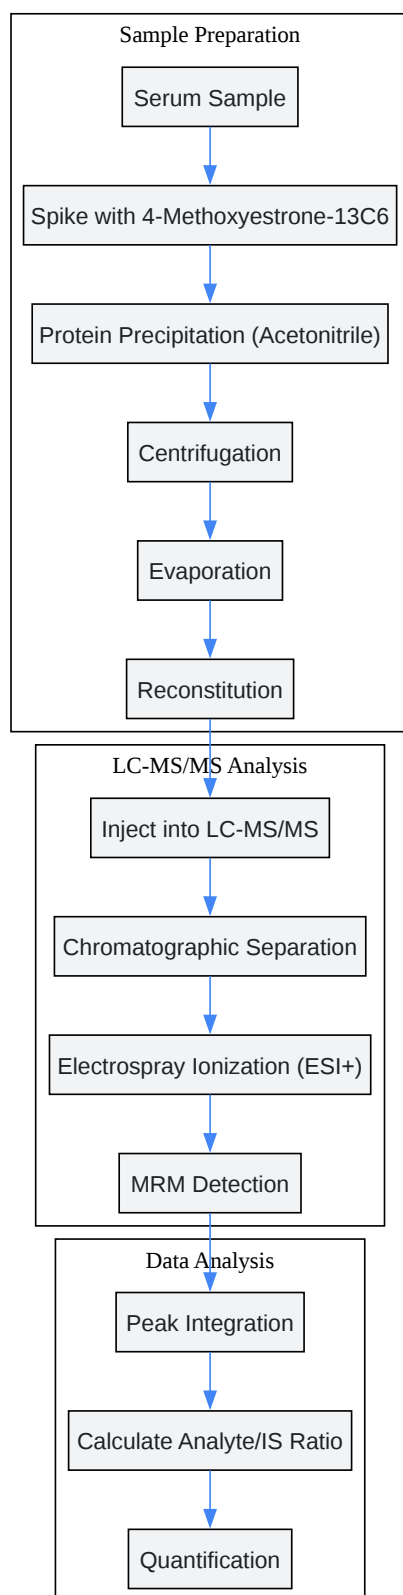 Sample Preparation
Serum Sample
Spike with 4-Methoxyestrone-13C6
Protein Precipitation (Acetonitrile)
Centrifugation
Evaporation
Reconstitution
LC-MS/MS Analysis
Inject into LC-MS/MS
Chromatographic Separation
Electrospray Ionization (ESI+)
MRM Detection
Data Analysis
Peak Integration
Calculate Analyte/IS Ratio
Quantification